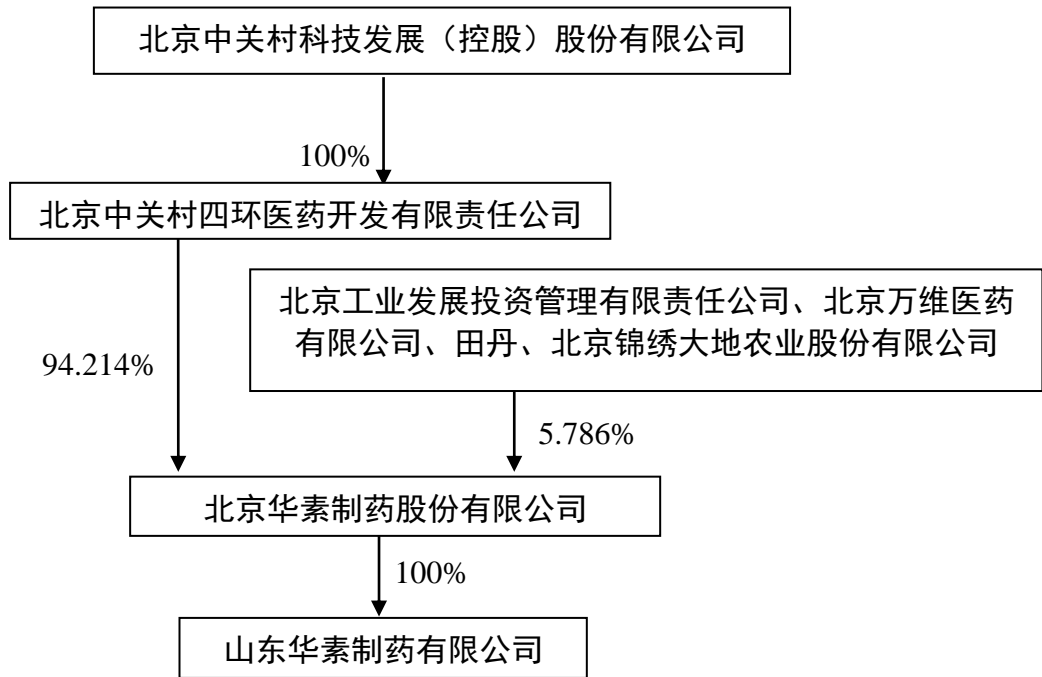 北京中关村科技发展（控股）股份有限公司
100%
北京中关村四环医药开发有限责任公司
北京工业发展投资管理有限责任公司、北京万维医药
有限公司、田丹、北京锦绣大地农业股份有限公司
94.214%
5.786%
北京华素制药股份有限公司
100%
山东华素制药有限公司